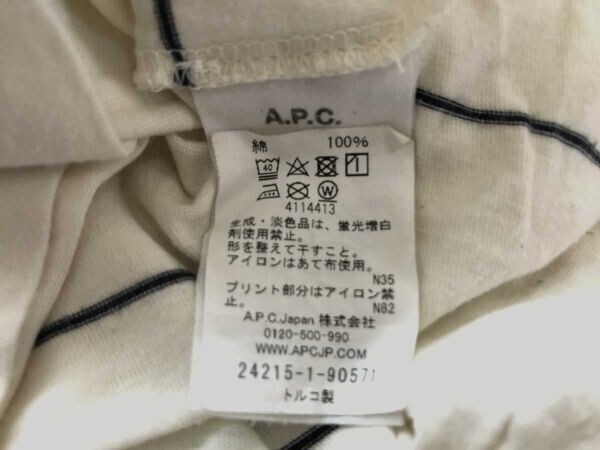 A.P.C.
綿 100%
40
W
4114413
生成・淡色品は、蛍光増白
剤使用禁止。
形を整えて干すこと。
アイロンはあて布使用。
N35
プリント部分はアイロン禁
止。 N82
A.P.C.Japan 株式会社
0120-500-990
WWW.APCJP.COM
24215-1-90571
トルコ製